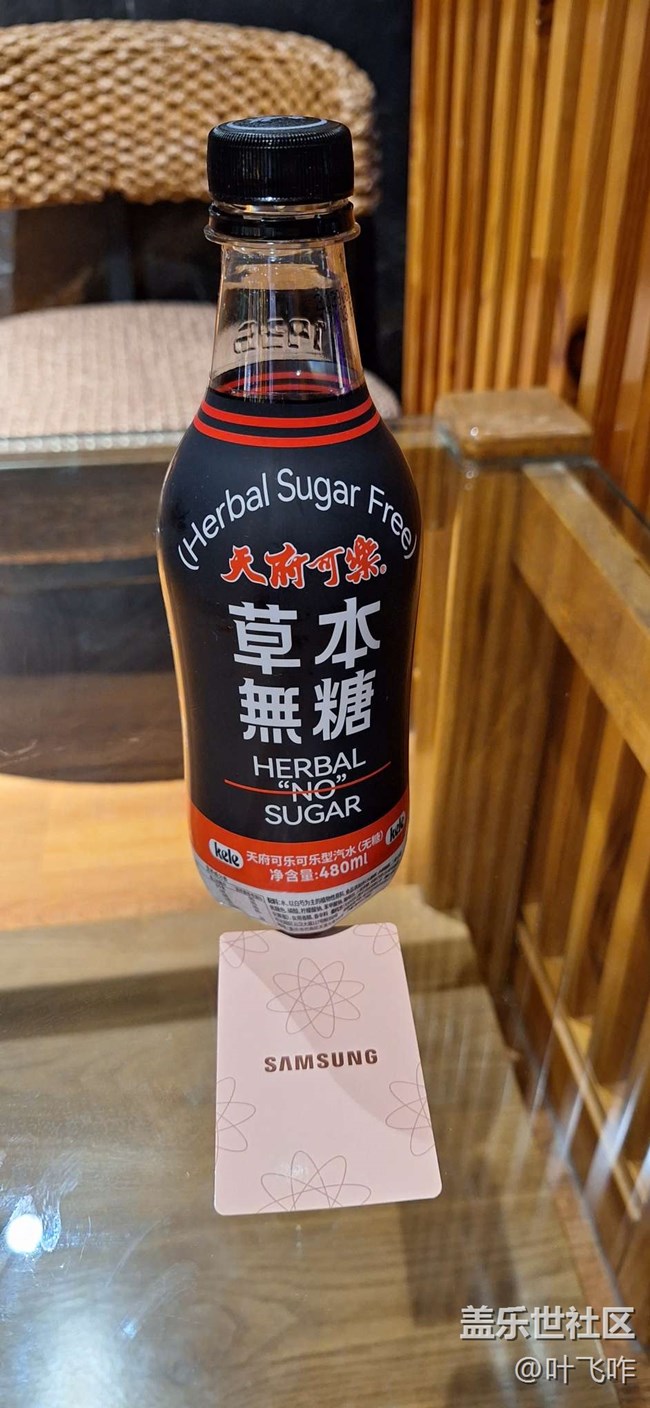 (Herbal Sugar Free)
天府可樂
草本
無糖
HERBAL
“NO”
SUGAR
kele
天府可乐可乐型汽水(无糖)
kele
净含量:480ml
SAMSUNG
盖乐世社区
@叶飞咋